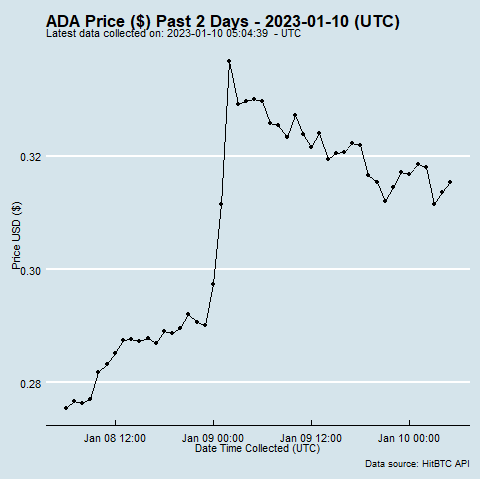 ADA Price ($) Past 2 Days - 2023-01-10 (UTC)
Latest data collected on: 2023-01-10 05:04:39  - UTC
Price USD ($)
0.32
0.30
0.28
Jan 08 12:00
Jan 09 00:00
Jan 09 12:00
Jan 10 00:00
Date Time Collected (UTC)
Data source: HitBTC API